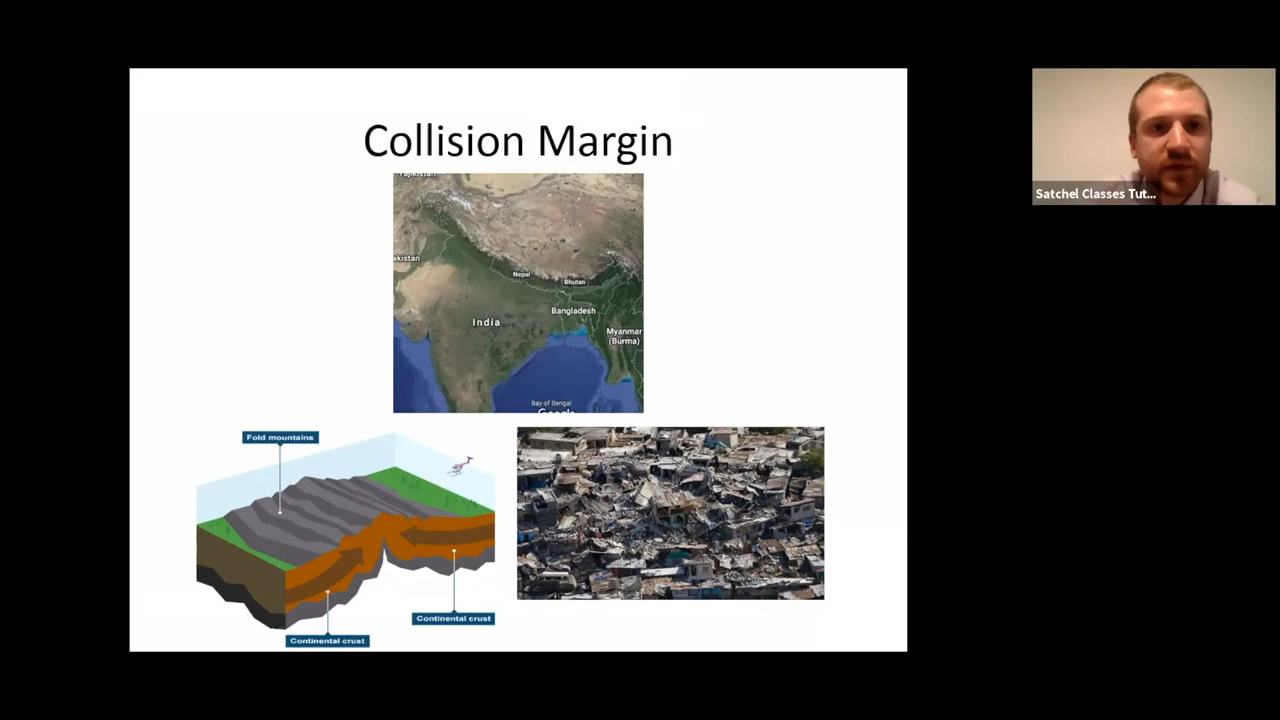 Collision Margin
Tajikistan
akistan
Nepal
Bhutan
Bangladesh
India
Myanmar
(Burma)
Bay of Bengal
Google
Fold mountains
Continental crust
Continental crust
Satchel Classes Tut...